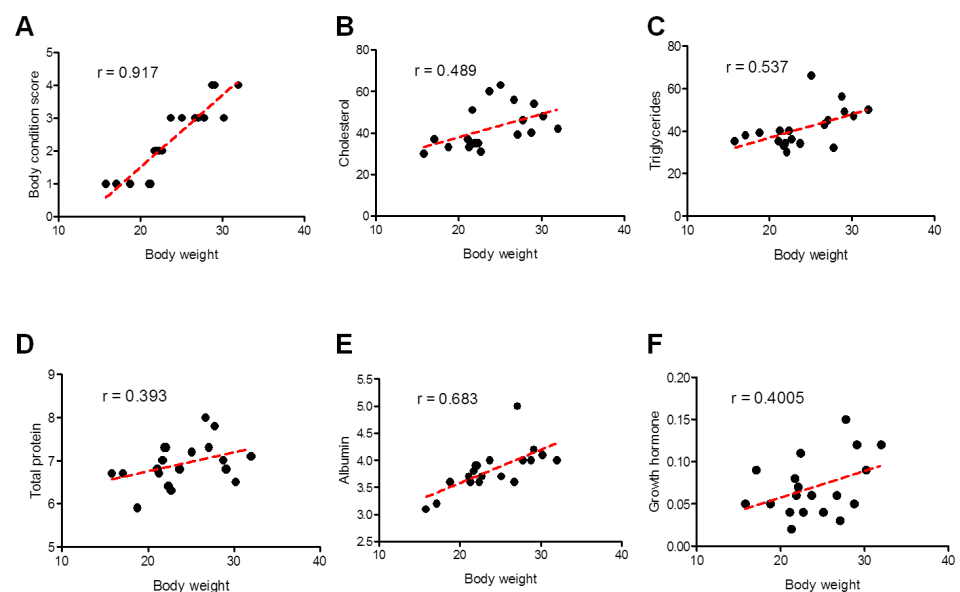 A
r = 0.917
Body condition score
5
4
3
2
1
0
10
20
30
40
Body weight
B
r = 0.489
Cholesterol
80
60
40
20
0
10
20
30
40
Body weight
C
r = 0.537
Triglycerides
80
60
40
20
0
10
20
30
40
Body weight
D
r = 0.393
Total protein
9
8
7
6
5
10
20
30
40
Body weight
E
r = 0.683
Albumin
5.5
5.0
4.5
4.0
3.5
3.0
2.5
10
20
30
40
Body weight
F
r = 0.4005
Growth hormone
0.20
0.15
0.10
0.05
0.00
10
20
30
40
Body weight